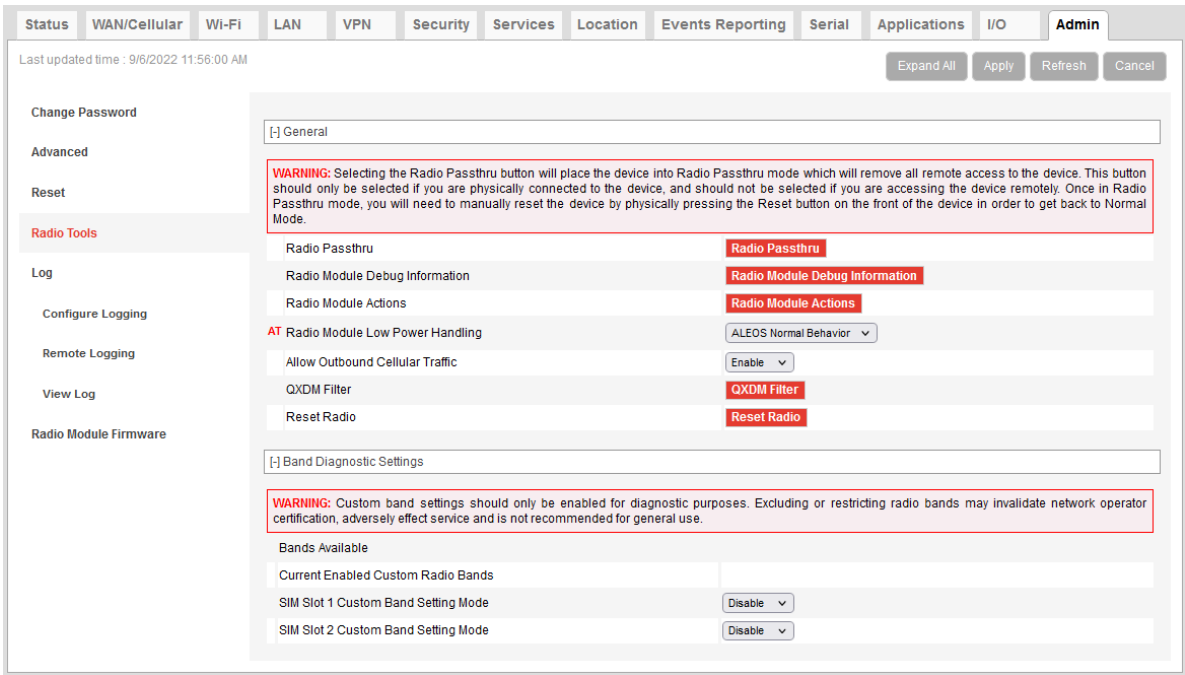 Status WAN/Cellular Wi-Fi LAN VPN Security Services Location Events Reporting Serial Applications I/O Admin
Last updated time : 9/6/2022 11:56:00 AM
Expand All Apply Refresh Cancel
Change Password
Advanced
Reset
Radio Tools
Log
Configure Logging
Remote Logging
View Log
Radio Module Firmware
[-] General
WARNING: Selecting the Radio Passthru button will place the device into Radio Passthru mode which will remove all remote access to the device. This button
should only be selected if you are physically connected to the device, and should not be selected if you are accessing the device remotely. Once in Radio
Passthru mode, you will need to manually reset the device by physically pressing the Reset button on the front of the device in order to get back to Normal
Mode.
Radio Passthru Radio Passthru
Radio Module Debug Information Radio Module Debug Information
Radio Module Actions Radio Module Actions
AT Radio Module Low Power Handling ALEOS Normal Behavior
Allow Outbound Cellular Traffic Enable
QXDM Filter QXDM Filter
Reset Radio Reset Radio
[-] Band Diagnostic Settings
WARNING: Custom band settings should only be enabled for diagnostic purposes. Excluding or restricting radio bands may invalidate network operator
certification, adversely effect service and is not recommended for general use.
Bands Available
Current Enabled Custom Radio Bands
SIM Slot 1 Custom Band Setting Mode Disable
SIM Slot 2 Custom Band Setting Mode Disable